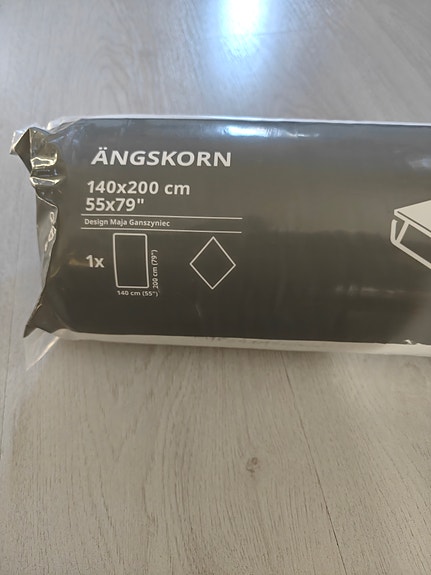 ÄNGSKORN
140x200 cm
55x79"
Design Maja Ganszyniec
1x
200 cm (79")
140 cm (55")